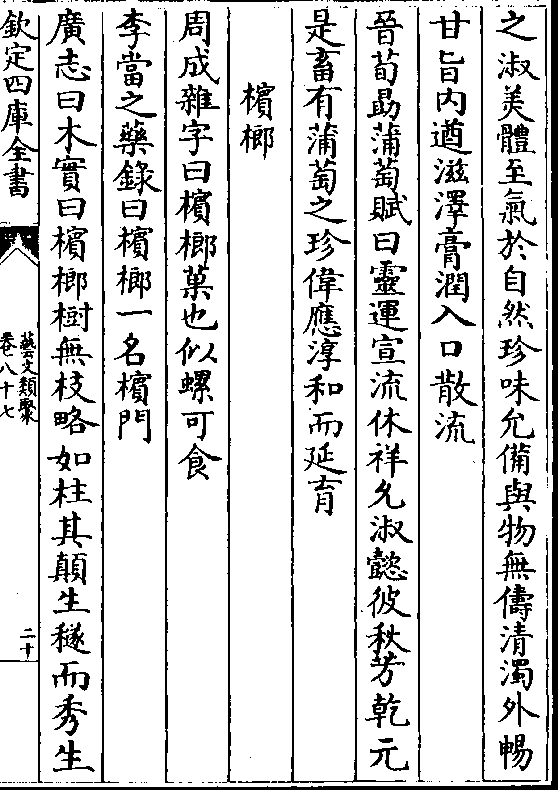 之淑美體至氣於自然珍味允備與物無儔清濁外暢
甘旨内遒滋澤膏潤入口散流
晉荀勗蒲萄賦曰靈運宣流休祥允淑懿彼秋芳乾元
是畜有蒲萄之珍偉應淳和而延育
檳榔
周成雜字曰檳榔菓也似螺可食
李當之藥錄曰檳榔一名檳門
廣志曰木實曰檳榔樹無枝略如柱其顛生穟而秀生
欽定四庫全書
藝文類聚
卷八十七
二十